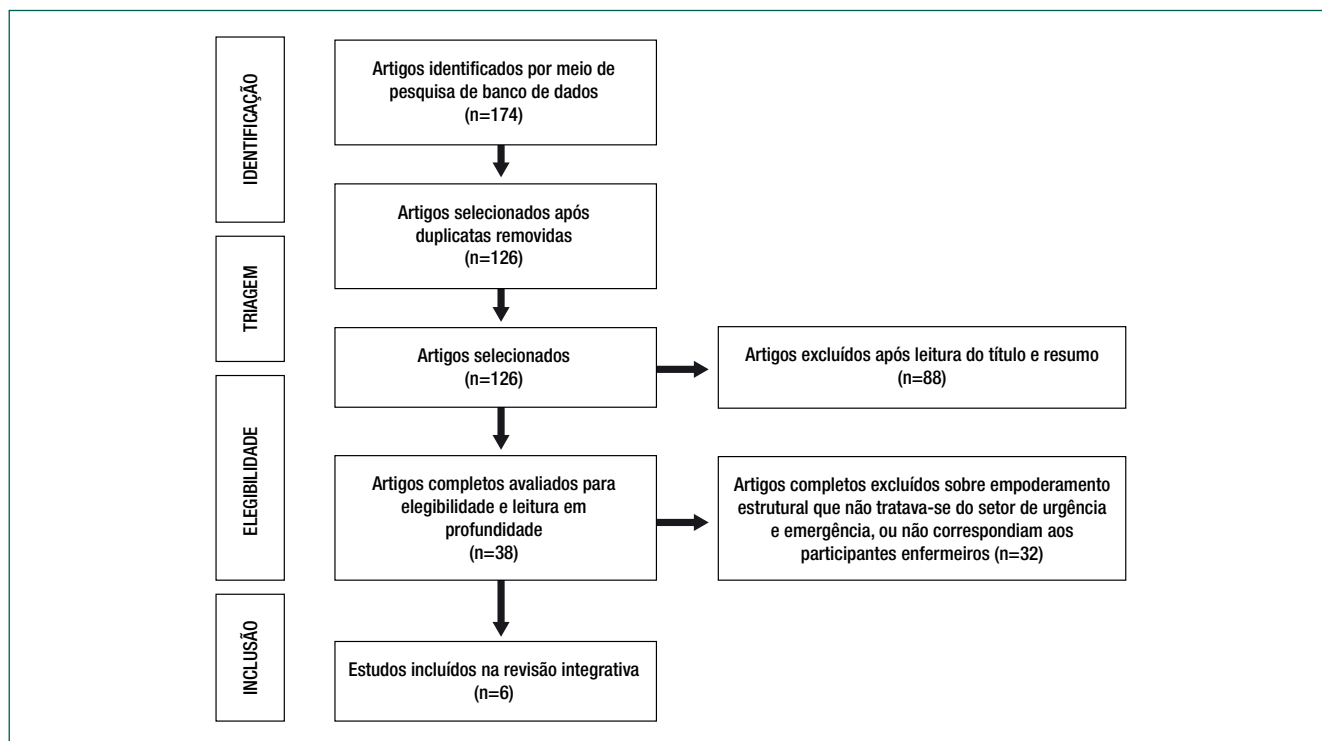 IDENTIFICAÇÃO
Artigos identificados por meio de
pesquisa de banco de dados
(n=174)
Artigos selecionados após
duplicatas removidas
(n=126)
TRIAGEM
Artigos selecionados
(n=126)
Artigos excluídos após leitura do título e resumo
(n=88)
ELEGIBILIDADE
Artigos completos avaliados para
elegibilidade e leitura em
profundidade
(n=38)
Artigos completos excluídos sobre empoderamento
estrutural que não tratava-se do setor de urgência
e emergência, ou não correspondiam aos
participantes enfermeiros (n=32)
INCLUSÃO
Estudos incluídos na revisão integrativa
(n=6)